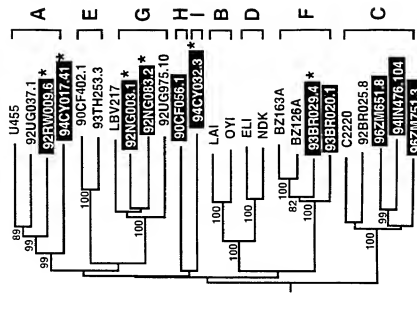 A
E
G
H
I
B
D
F
C
U455
92UG037.1
92RW009.6*
94CY017.41*
90CF402.1
93TH253.3
LBV217
92NG003.1*
92NG083.2*
92UG975.10
90CF056.1
94CY032.3*
LAI
OYI
ELI
NDK
BZ163A
BZ126A
93BR029.4*
93BR020.1
C2220
92BR025.8
96ZM651.8
94IN476.104
89
99
99
100
100
100
100
100
100
100
82
100
99
100